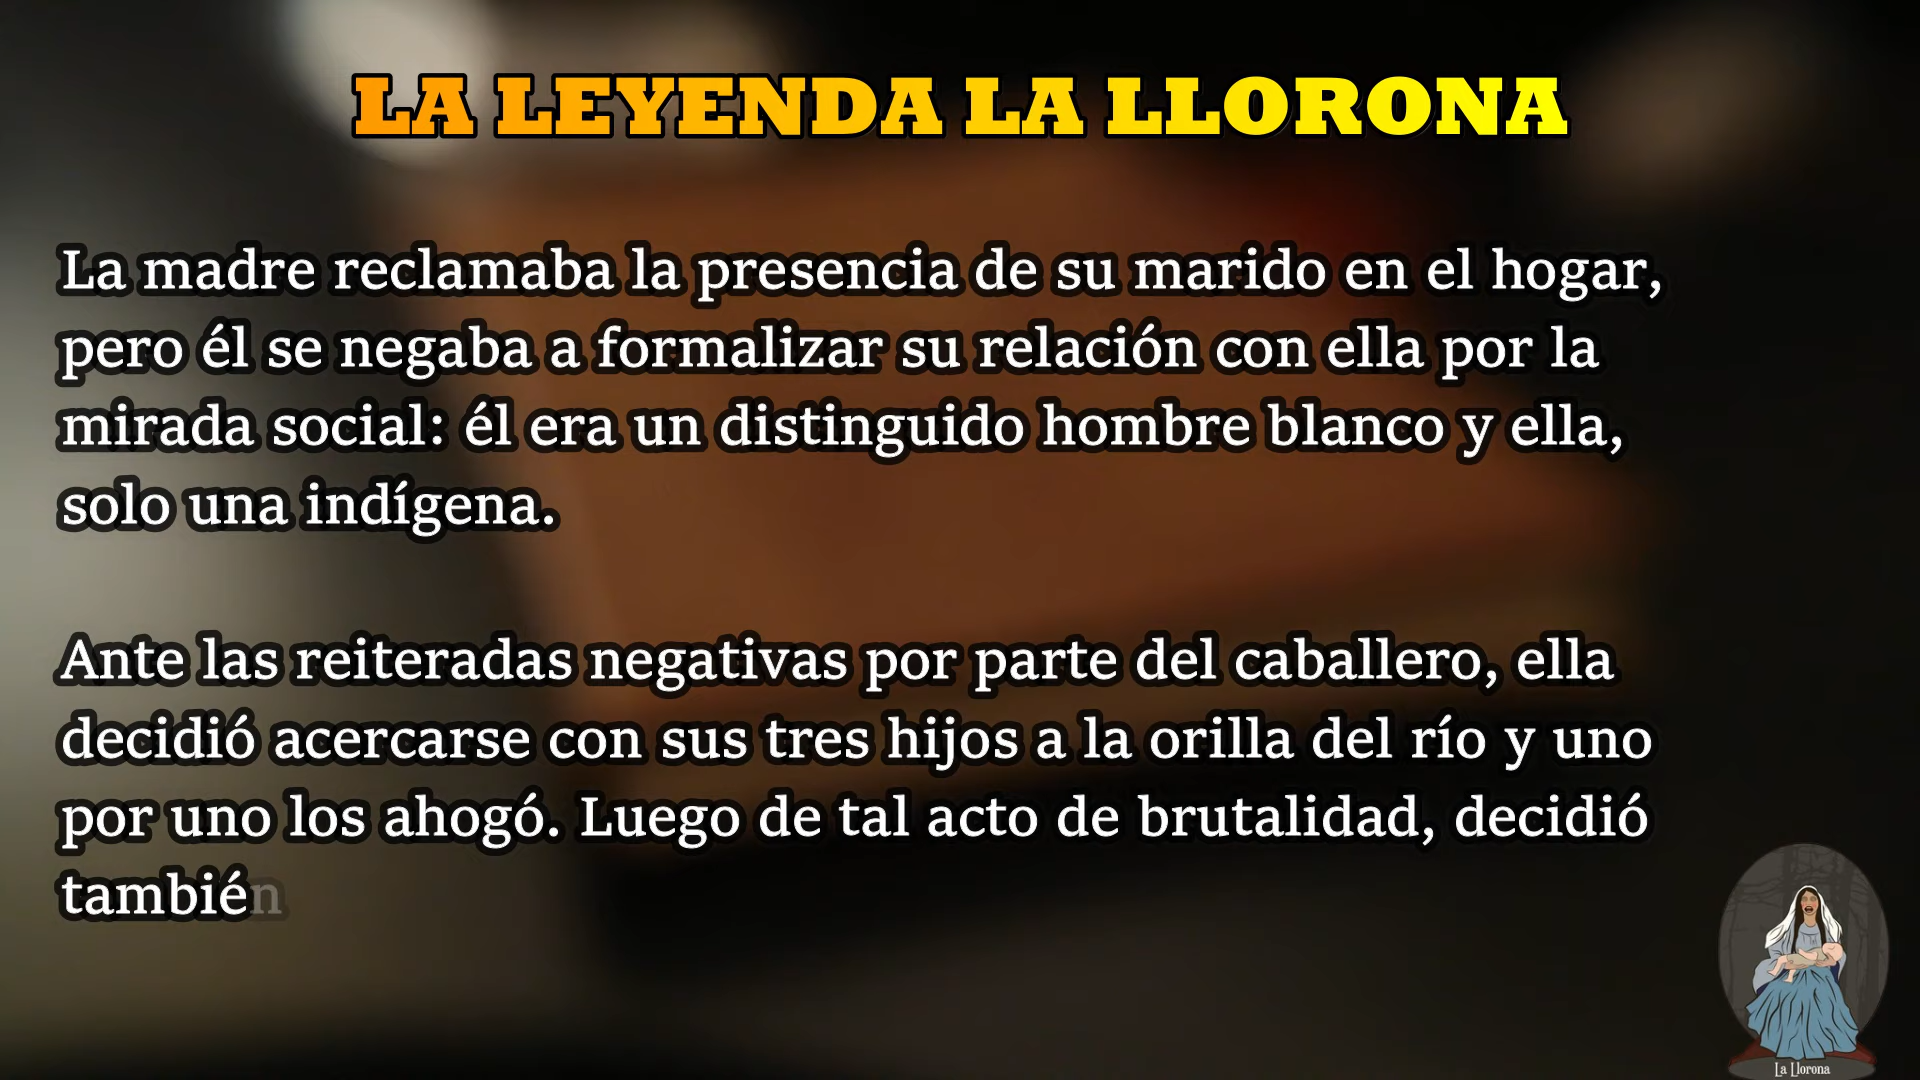 LA LEYENDA LA LLORONA
La madre reclamaba la presencia de su marido en el hogar,
pero él se negaba a formalizar su relación con ella por la
mirada social: él era un distinguido hombre blanco y ella,
solo una indígena.
Ante las reiteradas negativas por parte del caballero, ella
decidió acercarse con sus tres hijos a la orilla del río y uno
por uno los ahogó. Luego de tal acto de brutalidad, decidió
también
La Llorona